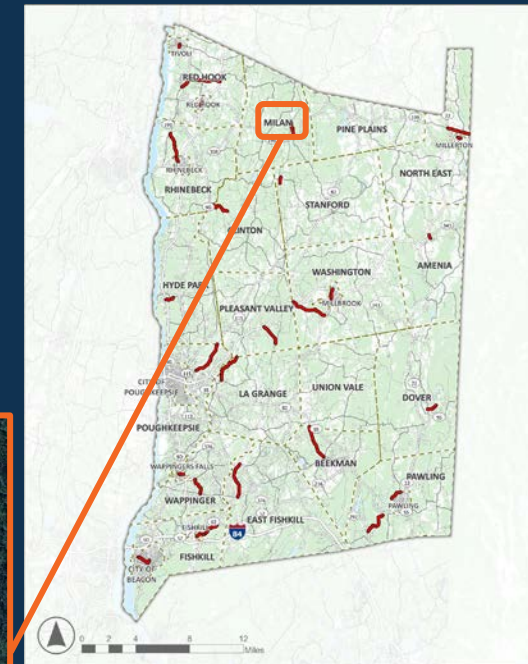 TIVOLI
RED HOOK
RED HOOK
MILAN
PINE PLAINS
MILLERTON
RHINEBECK
NORTH EAST
RHINEBECK
STANFORD
CLINTON
AMENIA
WASHINGTON
HYDE PARK
MILLBROOK
PLEASANT VALLEY
CITY OF
POUGHKEEPSIE
LA GRANGE
UNION VALE
DOVER
POUGHKEEPSIE
WAPPINGERS FALLS
BEEKMAN
PAWLING
WAPPINGER
PAWLING
FISHKILL
EAST FISHKILL
84
FISHKILL
CITY OF
BEACON
0 2 4 8 12
Miles